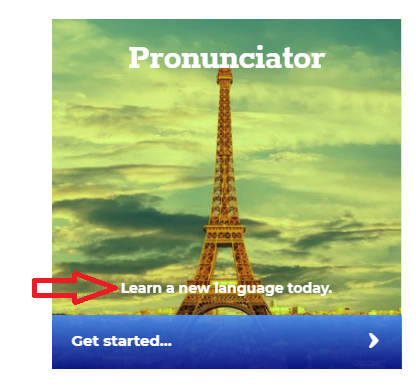 Pronunciator
Learn a new language today.
Get started...